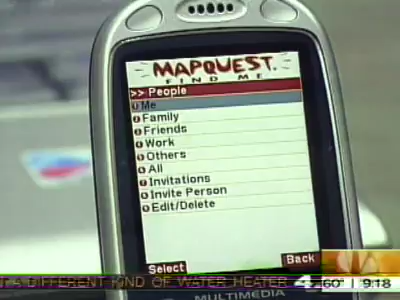 MAPQUEST.
FIND ME
>> People
Me
Family
Friends
Work
Others
All
Invitations
Invite Person
Edit/Delete
Select
Back
T A DIFFERENT KIND OF WATER HEATER
4
60° | 9:18
MULTIMEDIA